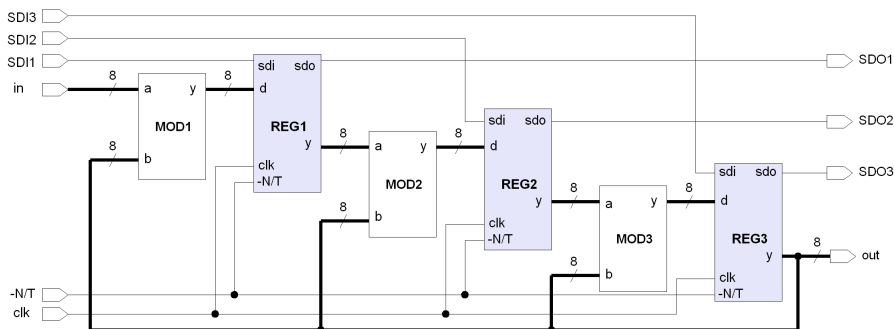 SDI3
SDI2
SDI1
SDO1
sdi sdo
in
8
a y
8
d
MOD1
REG1
sdi sdo
SDO2
8
b
y
8
a y
8
d
clk
-N/T
MOD2
REG2
sdi sdo
SDO3
8
b
y
8
a y
8
d
clk
-N/T
MOD3
REG3
8
b
y
8
out
clk
-N/T
-N/T
clk